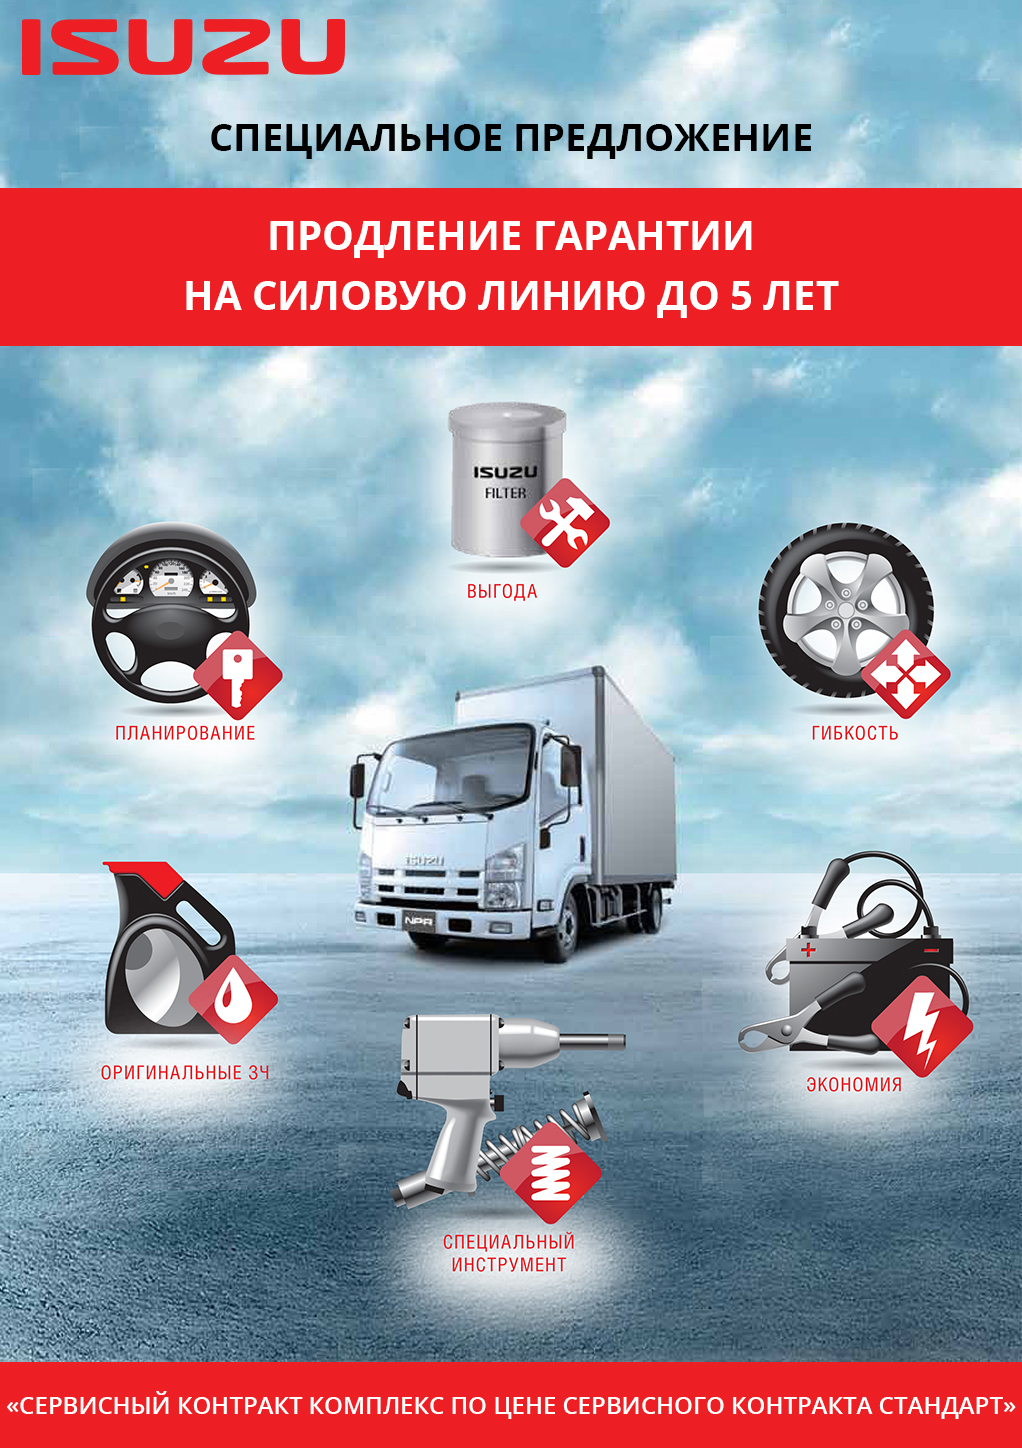 ISUZU
СПЕЦИАЛЬНОЕ ПРЕДЛОЖЕНИЕ
ПРОДЛЕНИЕ ГАРАНТИИ
НА СИЛОВУЮ ЛИНИЮ ДО 5 ЛЕТ
ISUZU
FILTER
ВЫГОДА
ПЛАНИРОВАНИЕ
ГИБКОСТЬ
ISUZU
NPR
ОРИГИНАЛЬНЫЕ ЗЧ
ЭКОНОМИЯ
СПЕЦИАЛЬНЫЙ
ИНСТРУМЕНТ
«СЕРВИСНЫЙ КОНТРАКТ КОМПЛЕКС ПО ЦЕНЕ СЕРВИСНОГО КОНТРАКТА СТАНДАРТ»